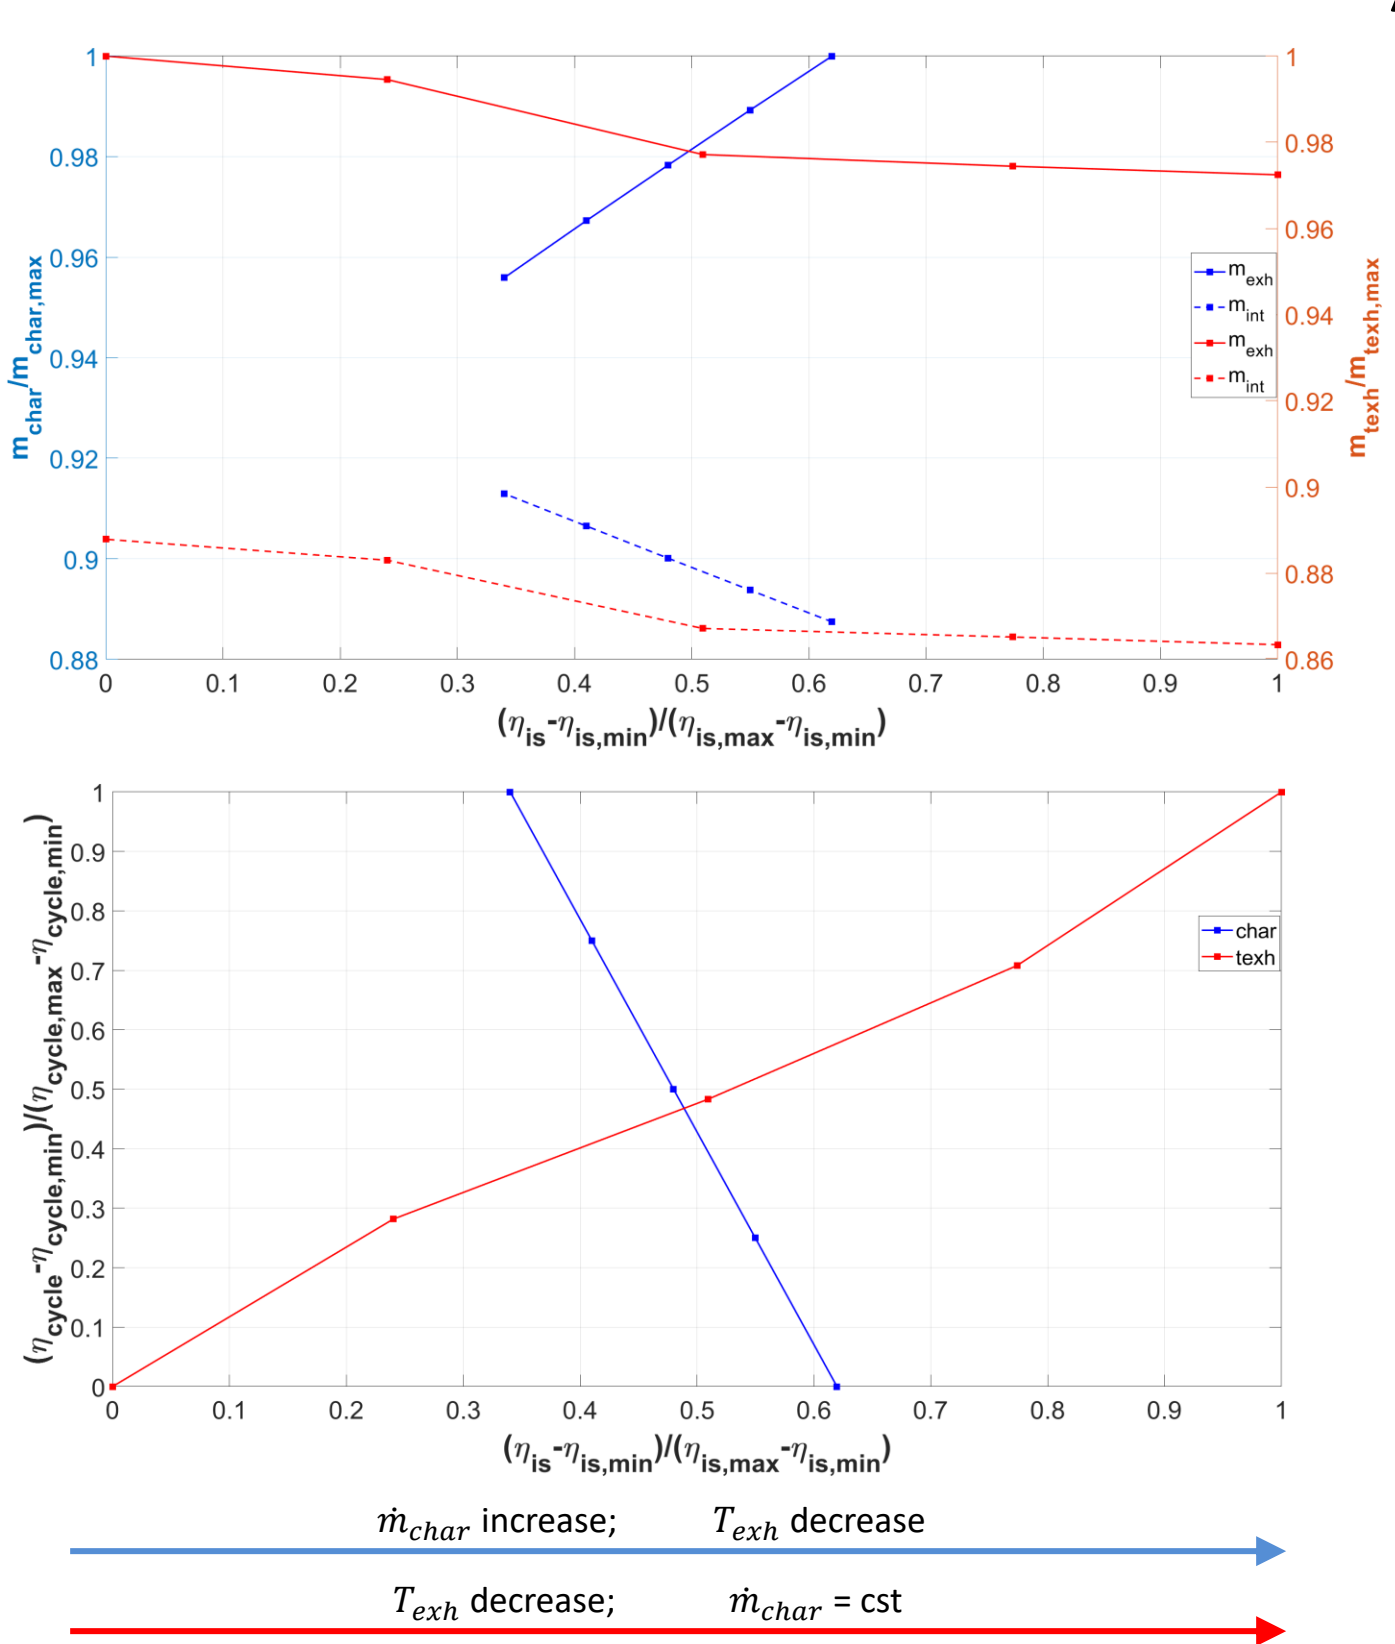 1
0.98
0.96
0.94
0.92
0.9
0.88
m_char/m_char,max
1
0.98
0.96
0.94
0.92
0.9
0.88
0.86
m_texh/m_texh,max
m_exh
m_int
m_exh
m_int
0 0.1 0.2 0.3 0.4 0.5 0.6 0.7 0.8 0.9 1
(η_is-η_is,min)/(η_is,max-η_is,min)
1
0.9
0.8
0.7
0.6
0.5
0.4
0.3
0.2
0.1
0
(η_cycle-η_cycle,min)/(η_cycle,max-η_cycle,min)
char
texh
0 0.1 0.2 0.3 0.4 0.5 0.6 0.7 0.8 0.9 1
(η_is-η_is,min)/(η_is,max-η_is,min)
ṁ_char increase; T_exh decrease
T_exh decrease; ṁ_char = cst